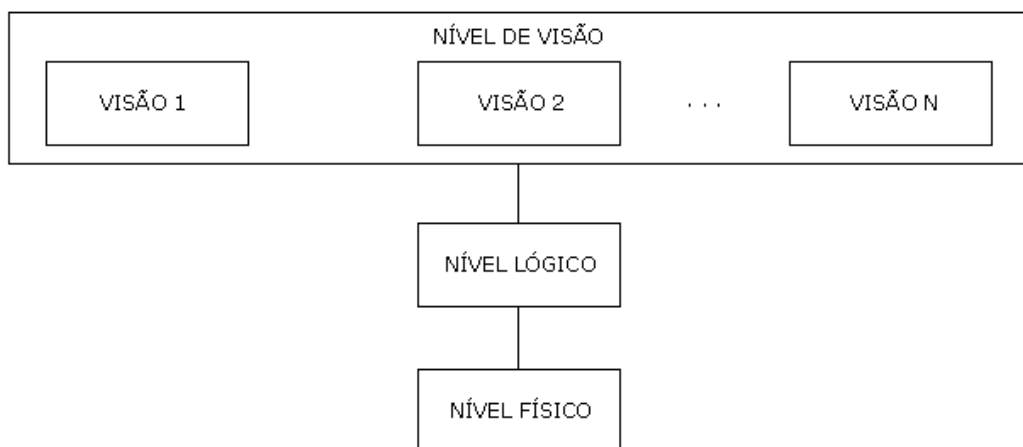 NÍVEL DE VISÃO
VISÃO 1
VISÃO 2
. . .
VISÃO N
NÍVEL LÓGICO
NÍVEL FÍSICO